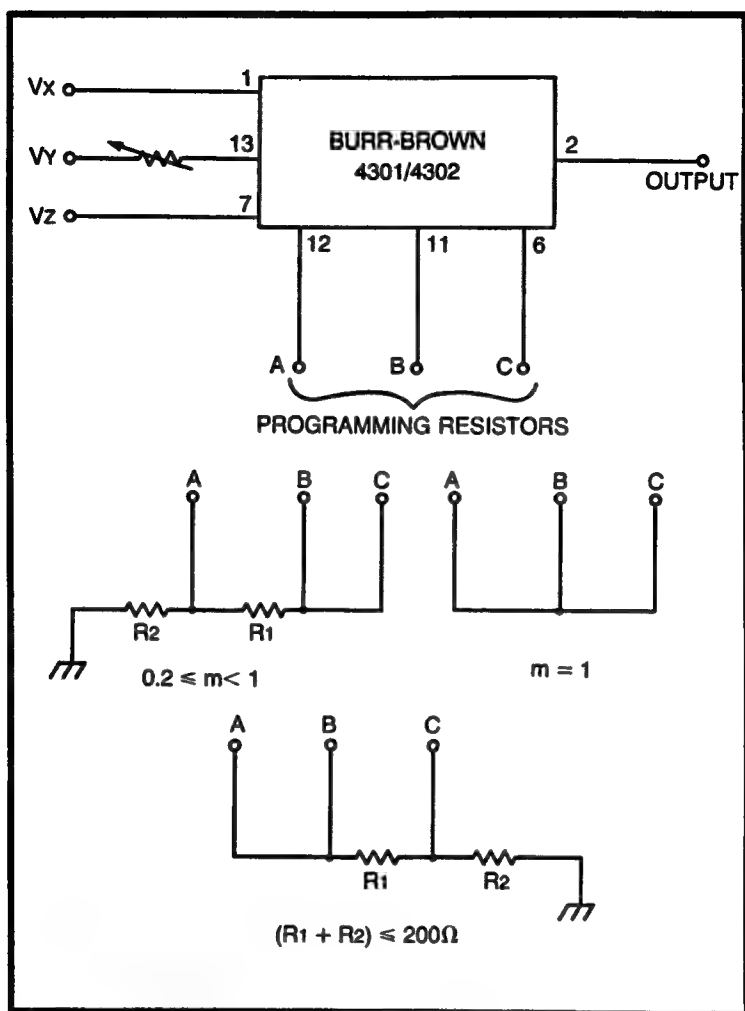 VX
1
BURR-BROWN
4301/4302
2
OUTPUT
VY
13
VZ
7
12
11
6
A
B
C
PROGRAMMING RESISTORS
A
B
C
A
B
C
R2
R1
0.2 ≤ m< 1
m = 1
A
B
C
R1
R2
(R1 + R2) ≤ 200Ω